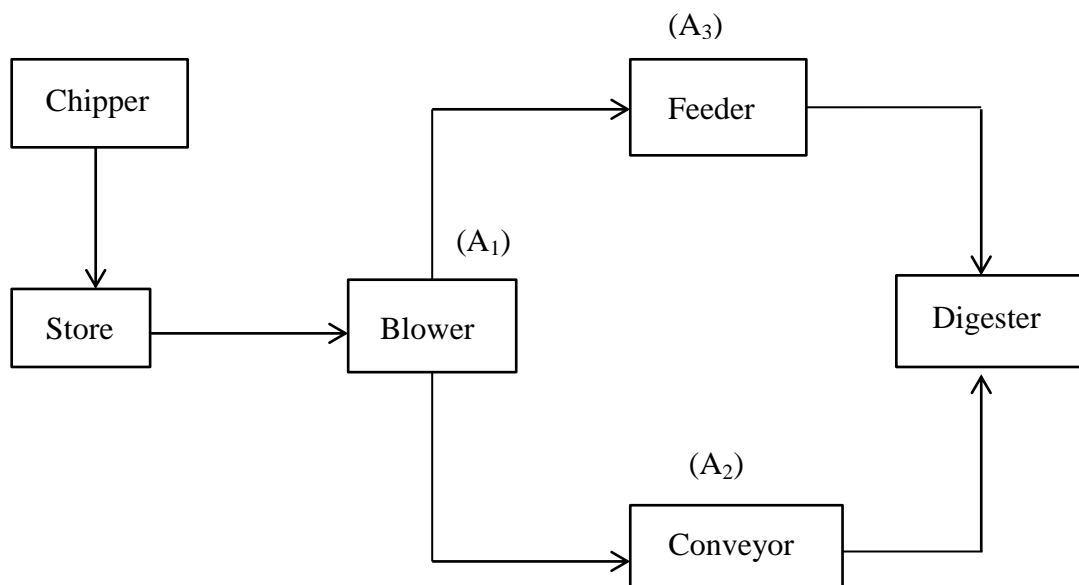 (A₃)
Chipper
Feeder
(A₁)
Store
Blower
Digester
(A₂)
Conveyor